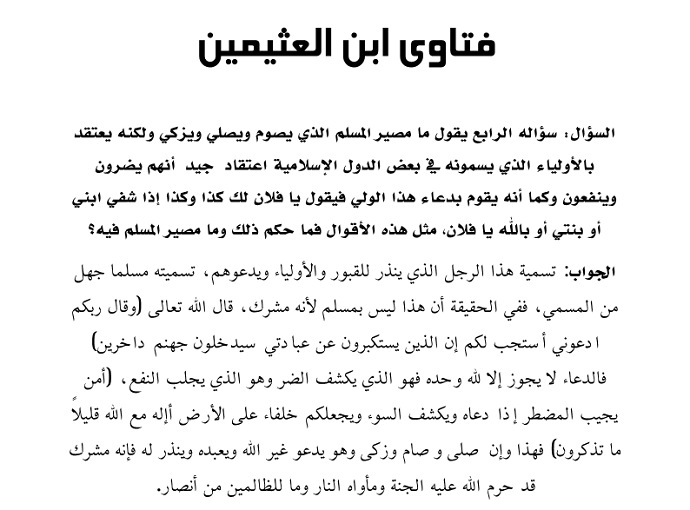 فتاوى ابن العثيمين
السؤال: سؤاله الرابع يقول ما مصير المسلم الذي يصوم ويصلي ويزكي ولكنه يعتقد
بالأولياء الذي يسمونه في بعض الدول الإسلامية اعتقاد جيد أنهم يضرون
وينفعون وكما أنه يقوم بدعاء هذا الولي فيقول يا فلان لك كذا وكذا إذا شفي ابني
أو بنتي أو بالله يا فلان، مثل هذه الأقوال فما حكم ذلك وما مصير المسلم فيه؟
الجواب: تسمية هذا الرجل الذي ينذر للقبور والأولياء ويدعوهم، تسميته مسلما جهل
من المسمي، ففي الحقيقة أن هذا ليس بمسلم لأنه مشرك، قال الله تعالى (وقال ربكم
ادعوني أستجب لكم إن الذين يستكبرون عن عبادتي سيدخلون جهنم داخرين)
فالدعاء لا يجوز إلا لله وحده فهو الذي يكشف الضر وهو الذي يجلب النفع، (أمن
يجيب المضطر إذا دعاه ويكشف السوء ويجعلكم خلفاء على الأرض أإله مع الله قليلاً
ما تذكرون) فهذا وإن صلى و صام وزكى وهو يدعو غير الله ويعبده وينذر له فإنه مشرك
قد حرم الله عليه الجنة ومأواه النار وما للظالمين من أنصار.